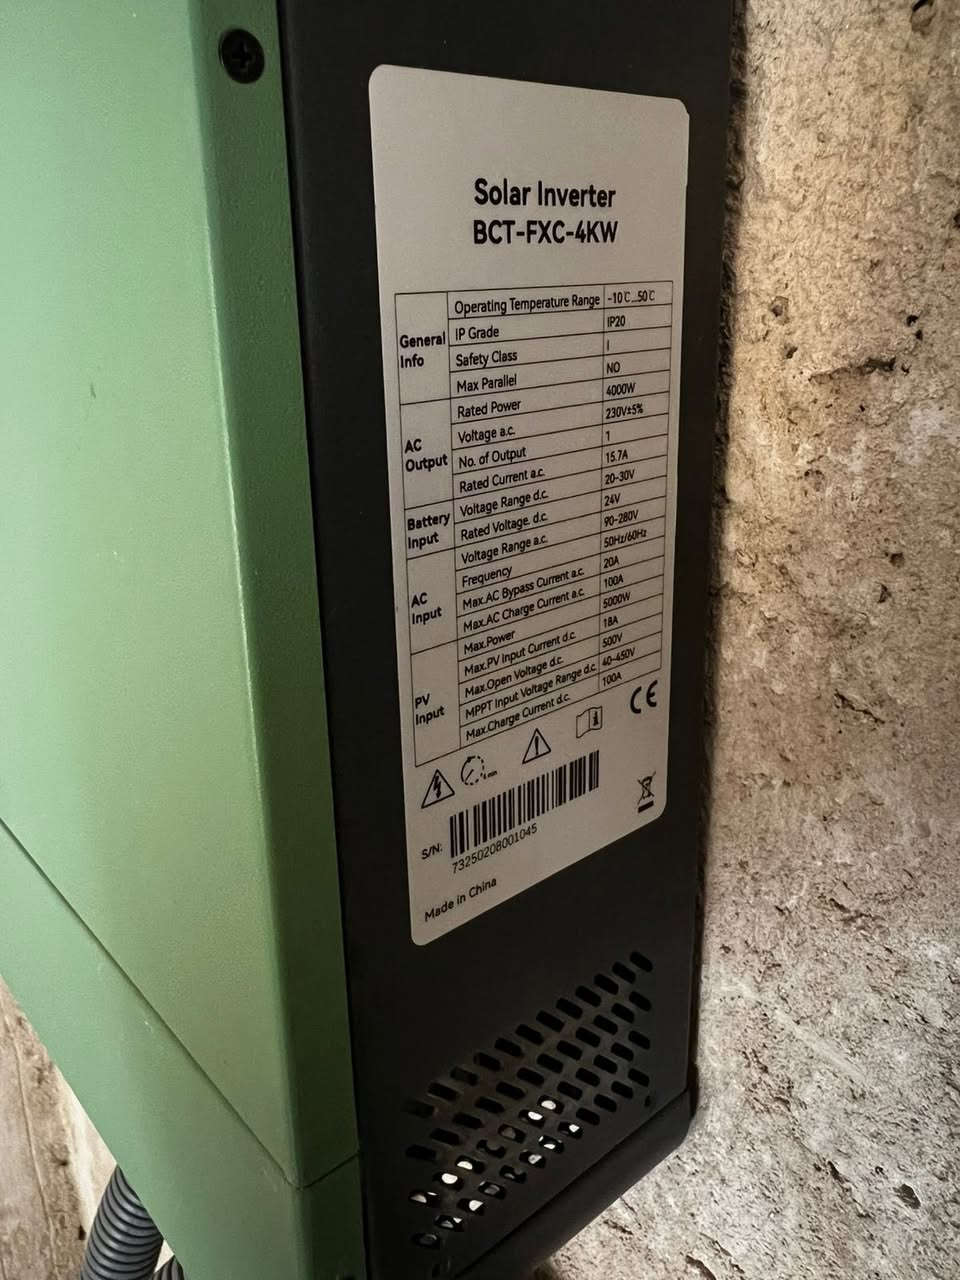 Solar Inverter
BCT-FXC-4KW
General Info
Operating Temperature Range -10℃...50℃
IP Grade IP20
Safety Class I
Max Parallel NO
AC Output
Rated Power 4000W
Voltage a.c. 230V±5%
No. of Output 1
Rated Current a.c. 15.7A
Battery Input
Voltage Range d.c. 20-30V
Rated Voltage. d.c. 24V
AC Input
Voltage Range a.c. 90-280V
Frequency 50Hz/60Hz
Max.AC Bypass Current a.c. 20A
Max.AC Charge Current a.c. 100A
PV Input
Max.Power 5000W
Max.PV Input Current d.c. 18A
Max.Open Voltage d.c. 500V
MPPT Input Voltage Range d.c. 40-450V
Max.Charge Current d.c. 100A
CE
min
S/N:
73250208001045
Made in China